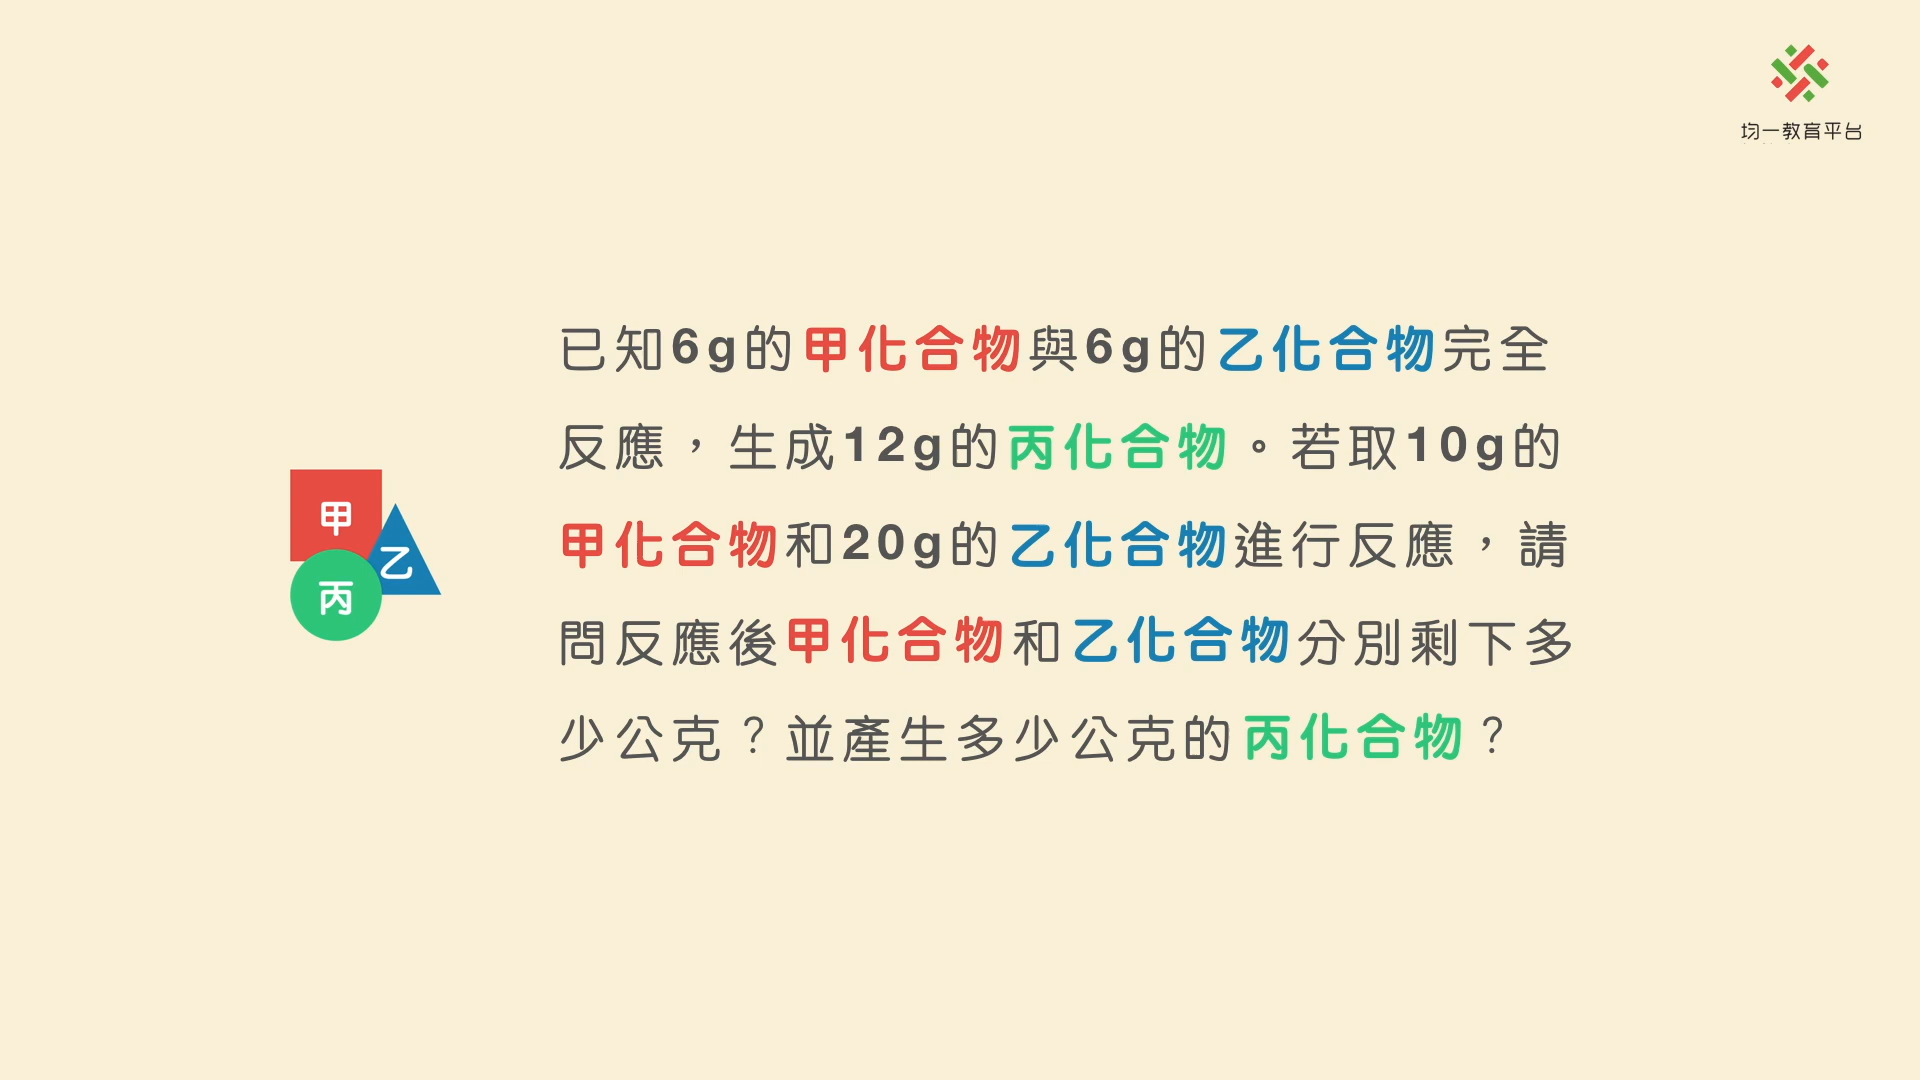 均一教育平台
已知6g的甲化合物與6g的乙化合物完全
反應，生成12g的丙化合物。若取10g的
甲化合物和20g的乙化合物進行反應，請
問反應後甲化合物和乙化合物分別剩下多
少公克？並產生多少公克的丙化合物？
甲
乙
丙